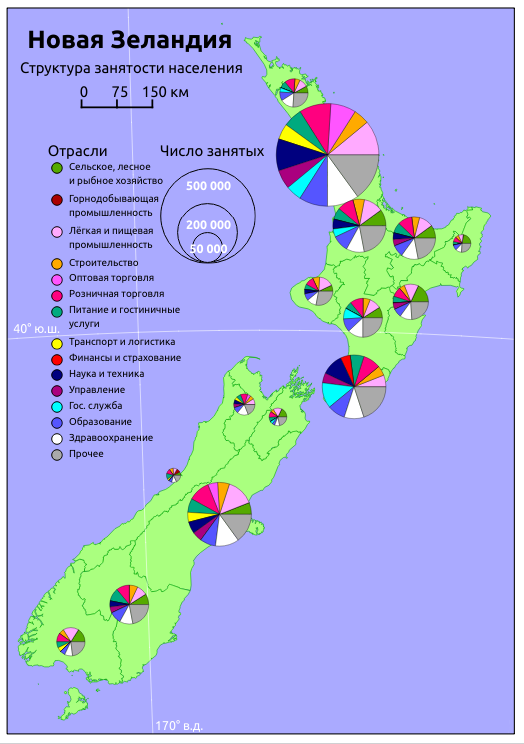 Новая Зеландия
Структура занятости населения
0 75 150 км
Отрасли
Сельское, лесное
и рыбное хозяйство
Горнодобывающая
промышленность
Лёгкая и пищевая
промышленность
Строительство
Оптовая торговля
Розничная торговля
Питание и гостиничные
услуги
Транспорт и логистика
Финансы и страхование
Наука и техника
Управление
Гос. служба
Образование
Здравоохранение
Прочее
Число занятых
500 000
200 000
50 000
40° ю.ш.
170° в.д.